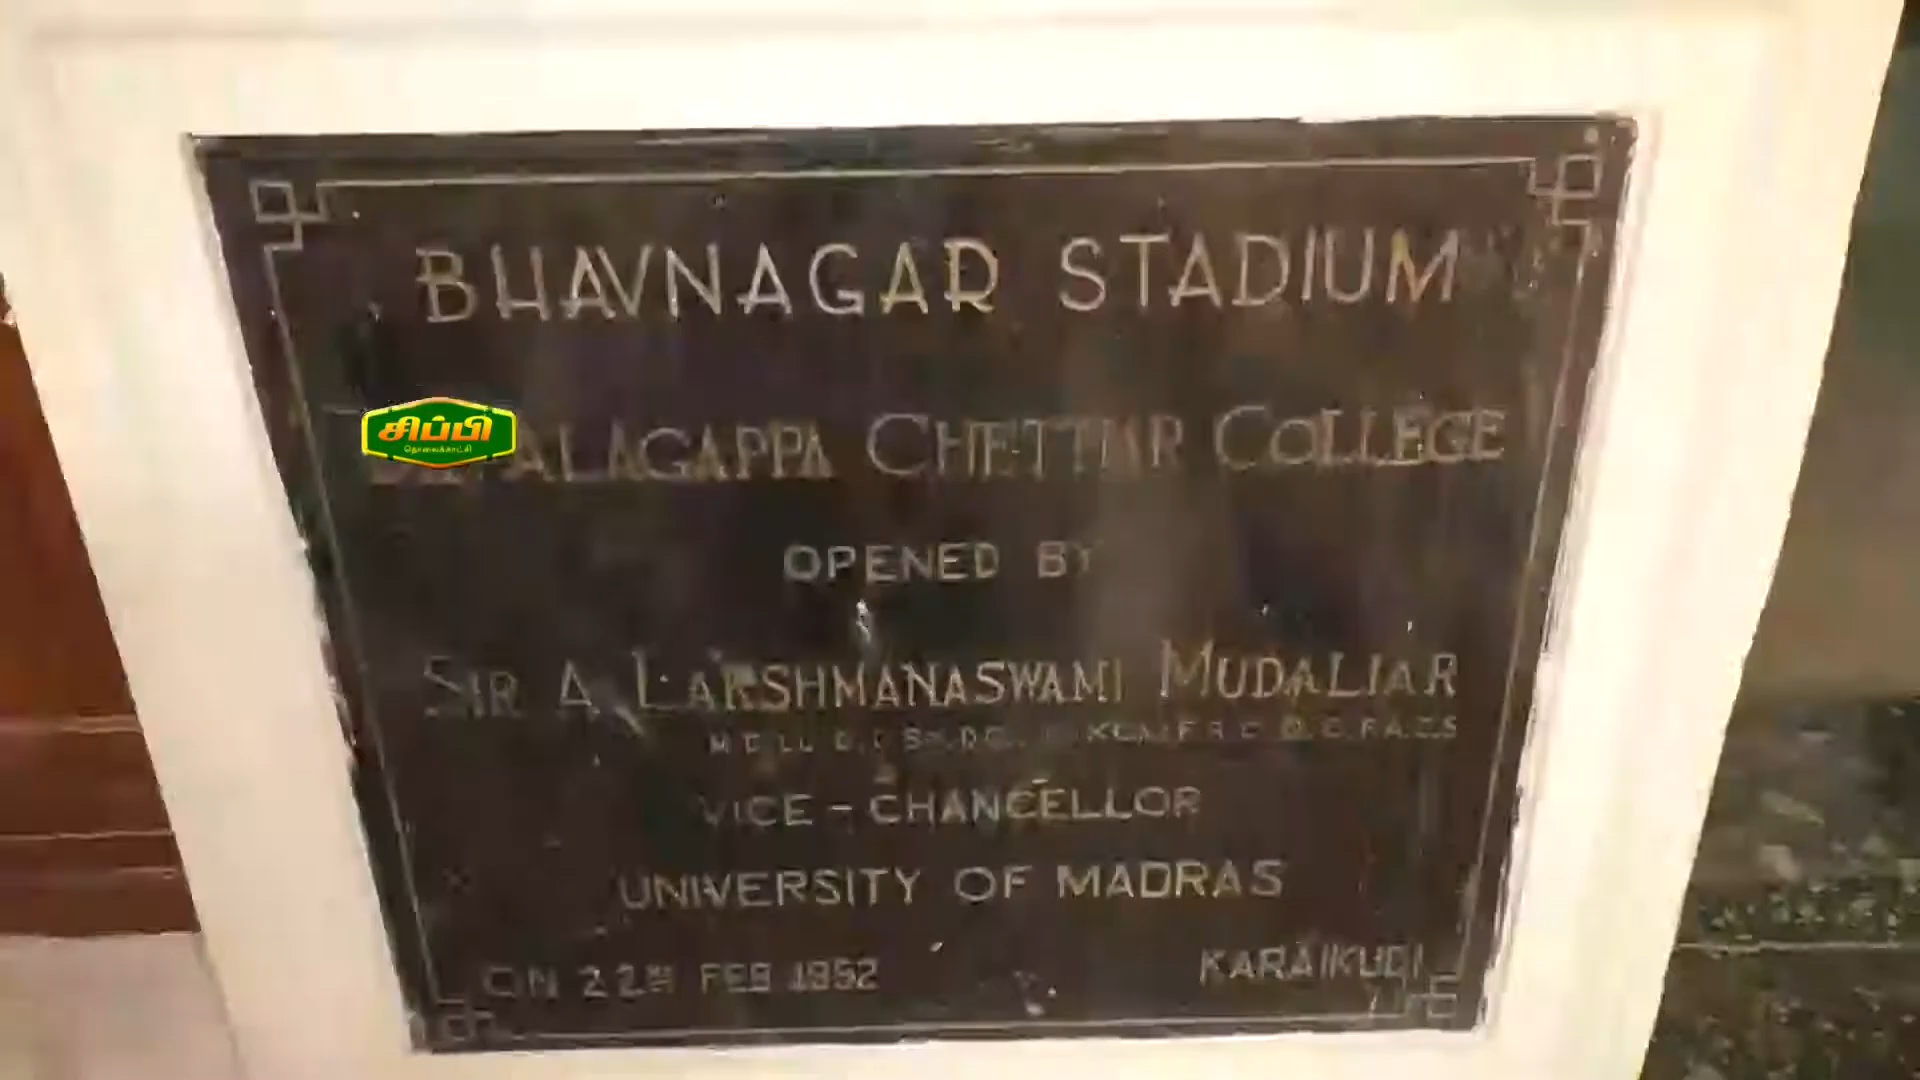 BHAVNAGAR STADIUM
சிப்பி
தொலைக்காட்சி
ALAGAPPA CHETTIAR COLLEGE
OPENED BY
SIR A. LAKSHMANASWAMI MUDALIAR
VICE - CHANCELLOR
UNIVERSITY OF MADRAS
ON 22ND FEB 1952
KARAIKUDI